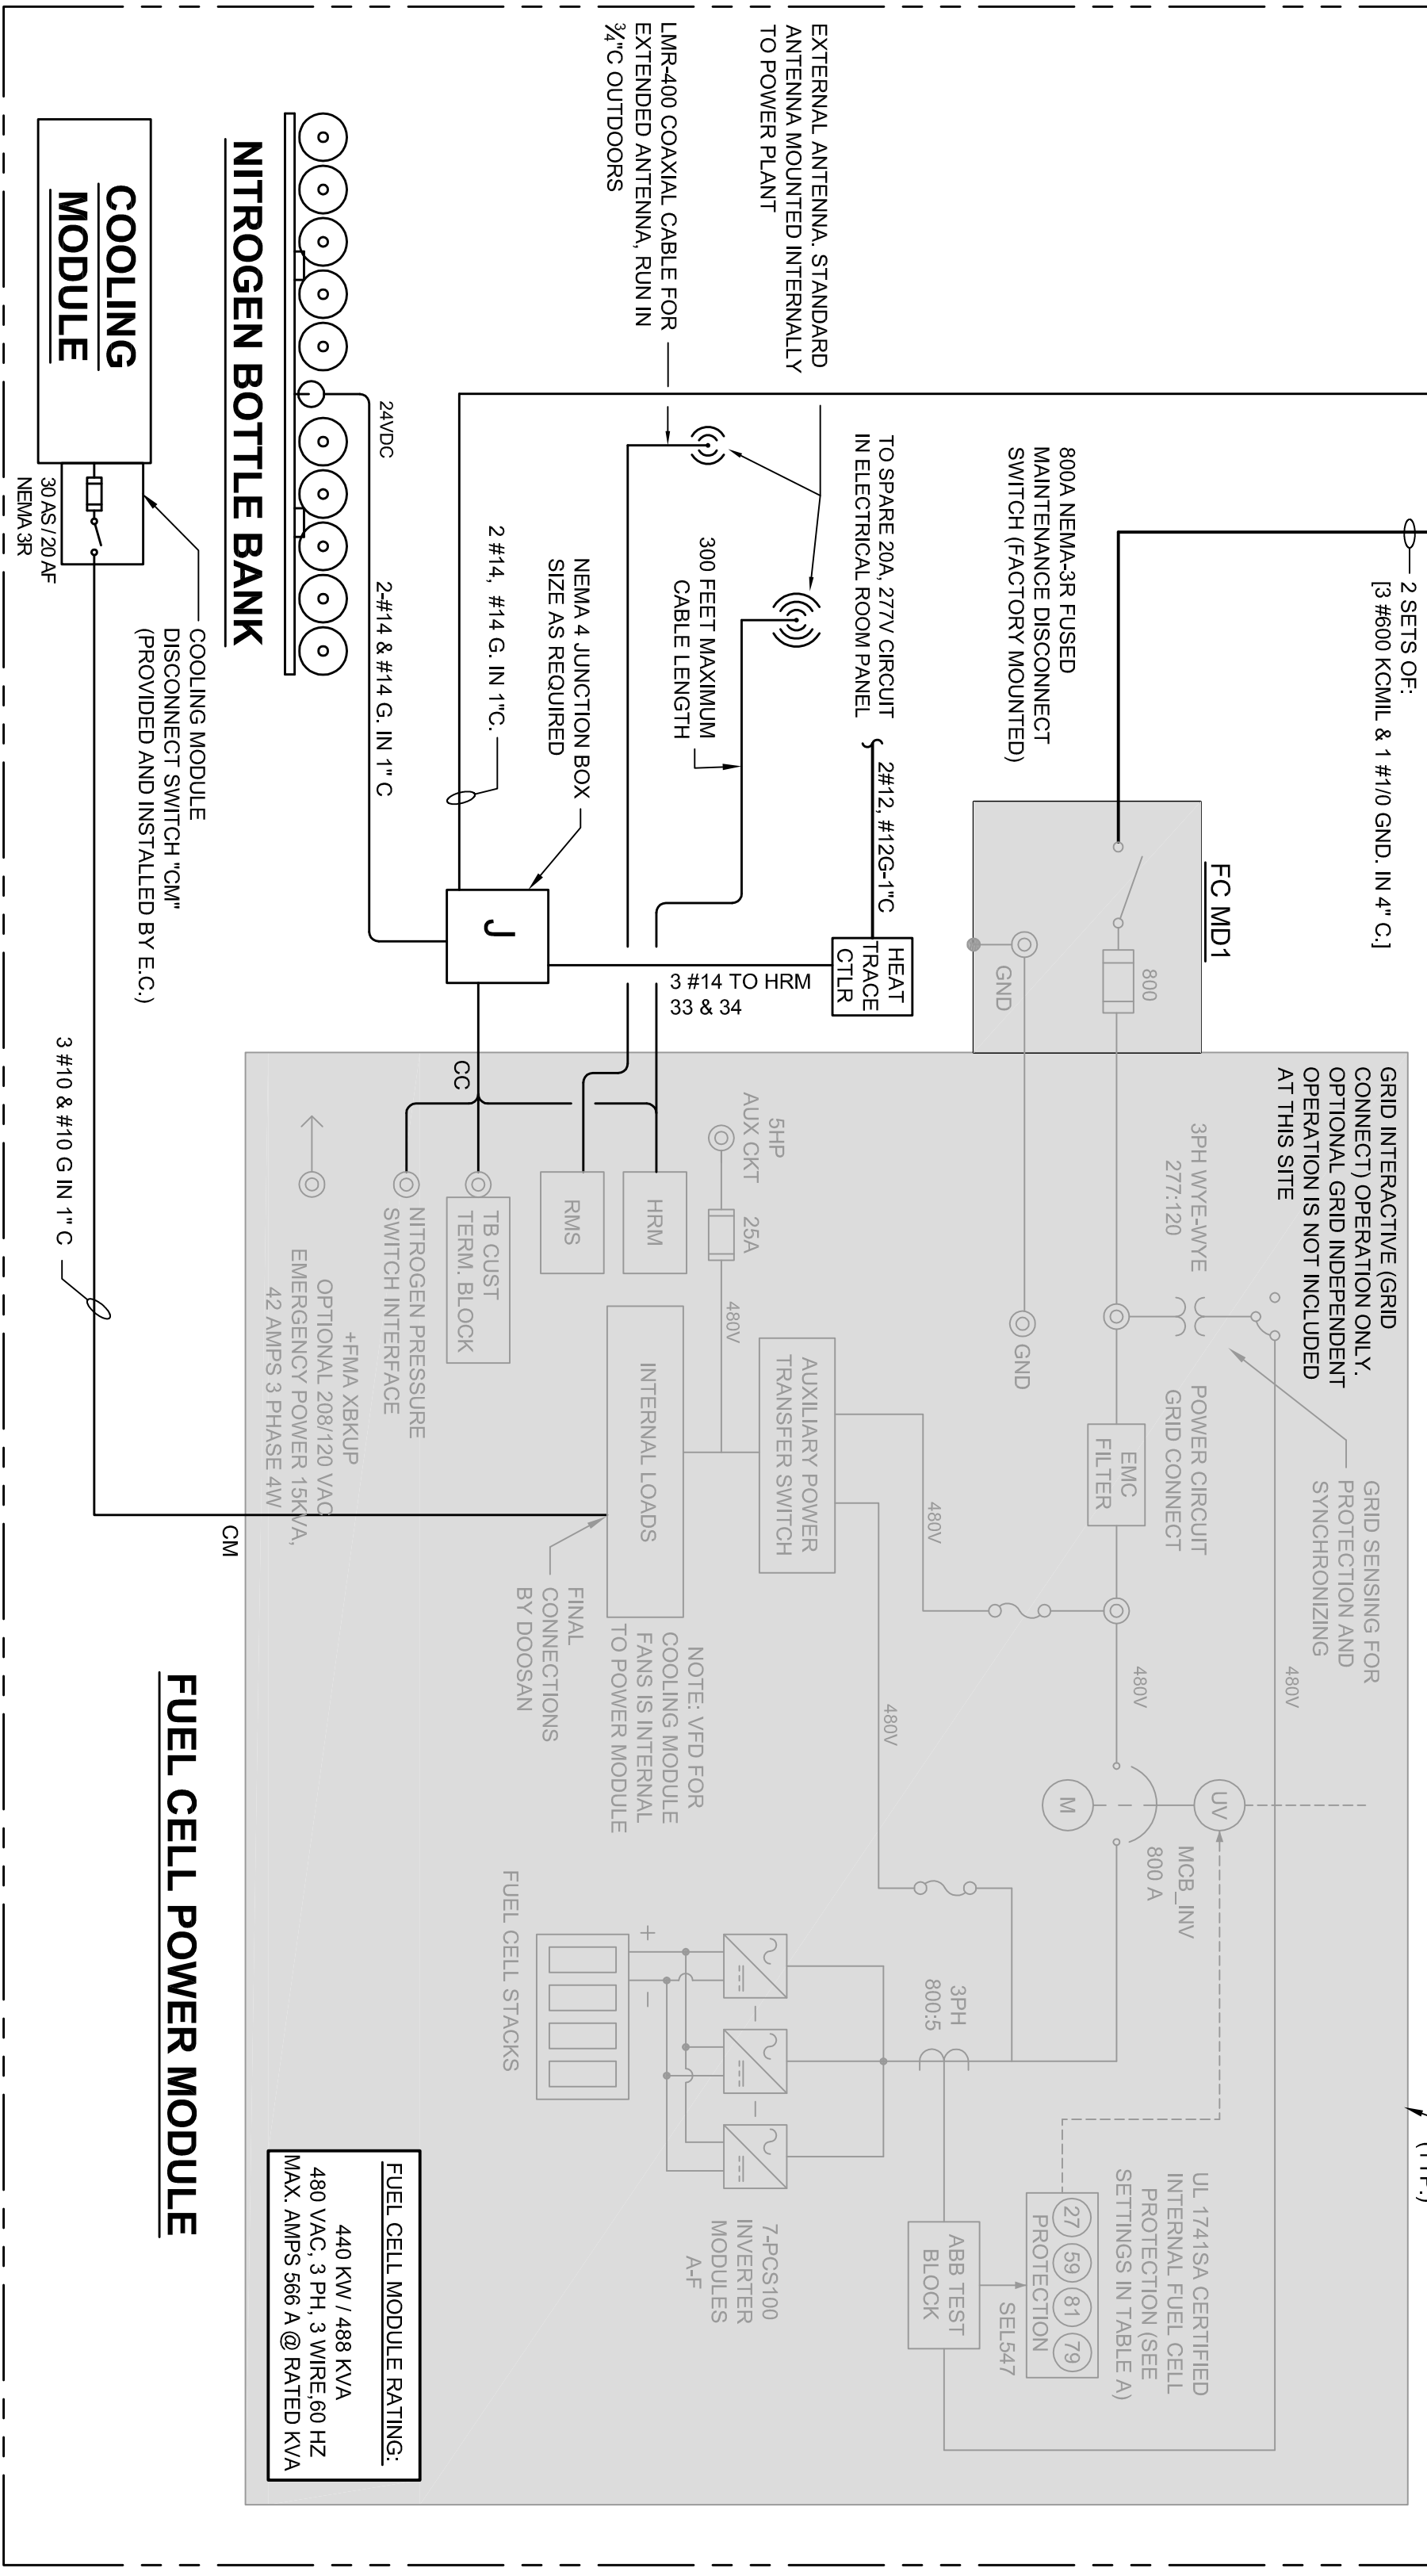 2 SETS OF:
[3 #600 KCMIL & 1 #1/0 GND. IN 4" C.]
FC MD1
800A NEMA-3R FUSED
MAINTENANCE DISCONNECT
SWITCH (FACTORY MOUNTED)
800
GND
GRID INTERACTIVE (GRID
CONNECT) OPERATION ONLY.
OPTIONAL GRID INDEPENDENT
OPERATION IS NOT INCLUDED
AT THIS SITE
3PH WYE-WYE
277:120
GRID SENSING FOR
PROTECTION AND
SYNCHRONIZING
480V
POWER CIRCUIT
GRID CONNECT
EMC
FILTER
480V
GND
UV
M
MCB_INV
800 A
UL 1741SA CERTIFIED
INTERNAL FUEL CELL
PROTECTION (SEE
SETTINGS IN TABLE A)
27 59 81 79
PROTECTION
SEL547
ABB TEST
BLOCK
3PH
800:5
480V
480V
EXTERNAL ANTENNA. STANDARD
ANTENNA MOUNTED INTERNALLY
TO POWER PLANT
TO SPARE 20A, 277V CIRCUIT
IN ELECTRICAL ROOM PANEL
2#12, #12G-1"C
HEAT
TRACE
CTLR
LMR-400 COAXIAL CABLE FOR
EXTENDED ANTENNA, RUN IN
¾"C OUTDOORS
300 FEET MAXIMUM
CABLE LENGTH
3 #14 TO HRM
33 & 34
NEMA 4 JUNCTION BOX
SIZE AS REQUIRED
2 #14, #14 G. IN 1"C.
J
CC
5HP
AUX CKT
25A
480V
AUXILIARY POWER
TRANSFER SWITCH
HRM
RMS
INTERNAL LOADS
TB CUST
TERM. BLOCK
NITROGEN PRESSURE
SWITCH INTERFACE
+FMA XBKUP
OPTIONAL 208/120 VAC
EMERGENCY POWER 15KVA,
42 AMPS 3 PHASE 4W
NOTE: VFD FOR
COOLING MODULE
FANS IS INTERNAL
TO POWER MODULE
FINAL
CONNECTIONS
BY DOOSAN
+
−
FUEL CELL STACKS
7-PCS100
INVERTER
MODULES
A-F
FUEL CELL MODULE RATING:
440 KW / 488 KVA
480 VAC, 3 PH, 3 WIRE,60 HZ
MAX. AMPS 566 A @ RATED KVA
24VDC
2-#14 & #14 G. IN 1" C
NITROGEN BOTTLE BANK
COOLING
MODULE
30 AS / 20 AF
NEMA 3R
COOLING MODULE
DISCONNECT SWITCH "CM"
(PROVIDED AND INSTALLED BY E.C.)
3 #10 & #10 G IN 1" C
CM
FUEL CELL POWER MODULE